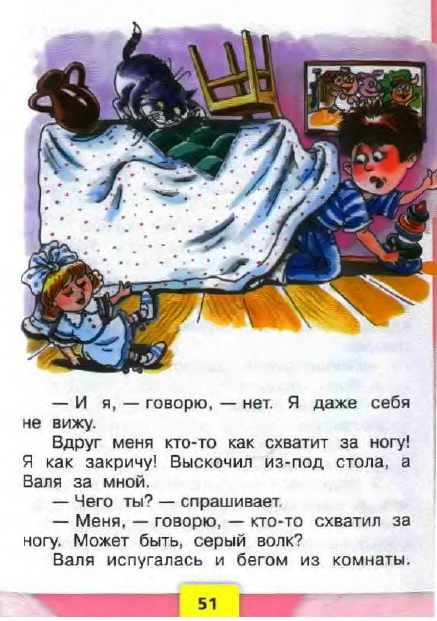 — И я, — говорю, — нет. Я даже себя
не вижу.
Вдруг меня кто-то как схватит за ногу!
Я как закричу! Выскочил из-под стола, а
Валя за мной.
— Чего ты? — спрашивает.
— Меня, — говорю, — кто-то схватил за
ногу. Может быть, серый волк?
Валя испугалась и бегом из комнаты.
51